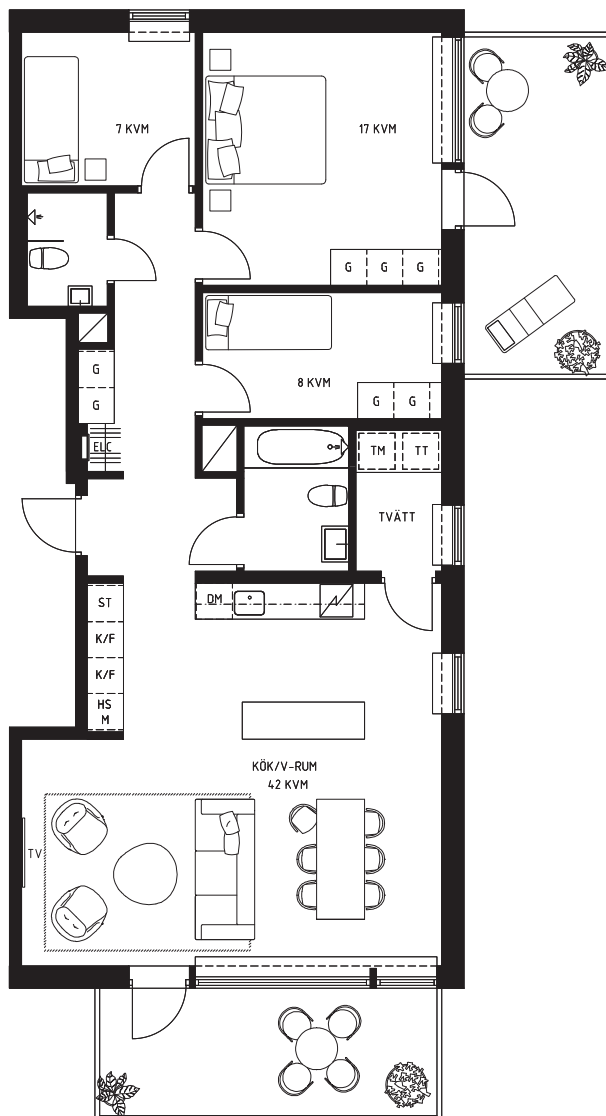 7 KVM
17 KVM
G G G
8 KVM
G
G
G G
ELC
TM TT
TVÄTT
ST
DM
K/F
K/F
HS
M
KÖK/V-RUM
42 KVM
TV